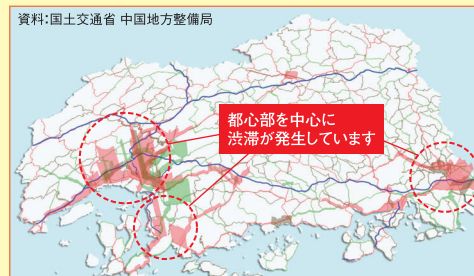 資料:国土交通省 中国地方整備局
都心部を中心に
渋滞が発生しています